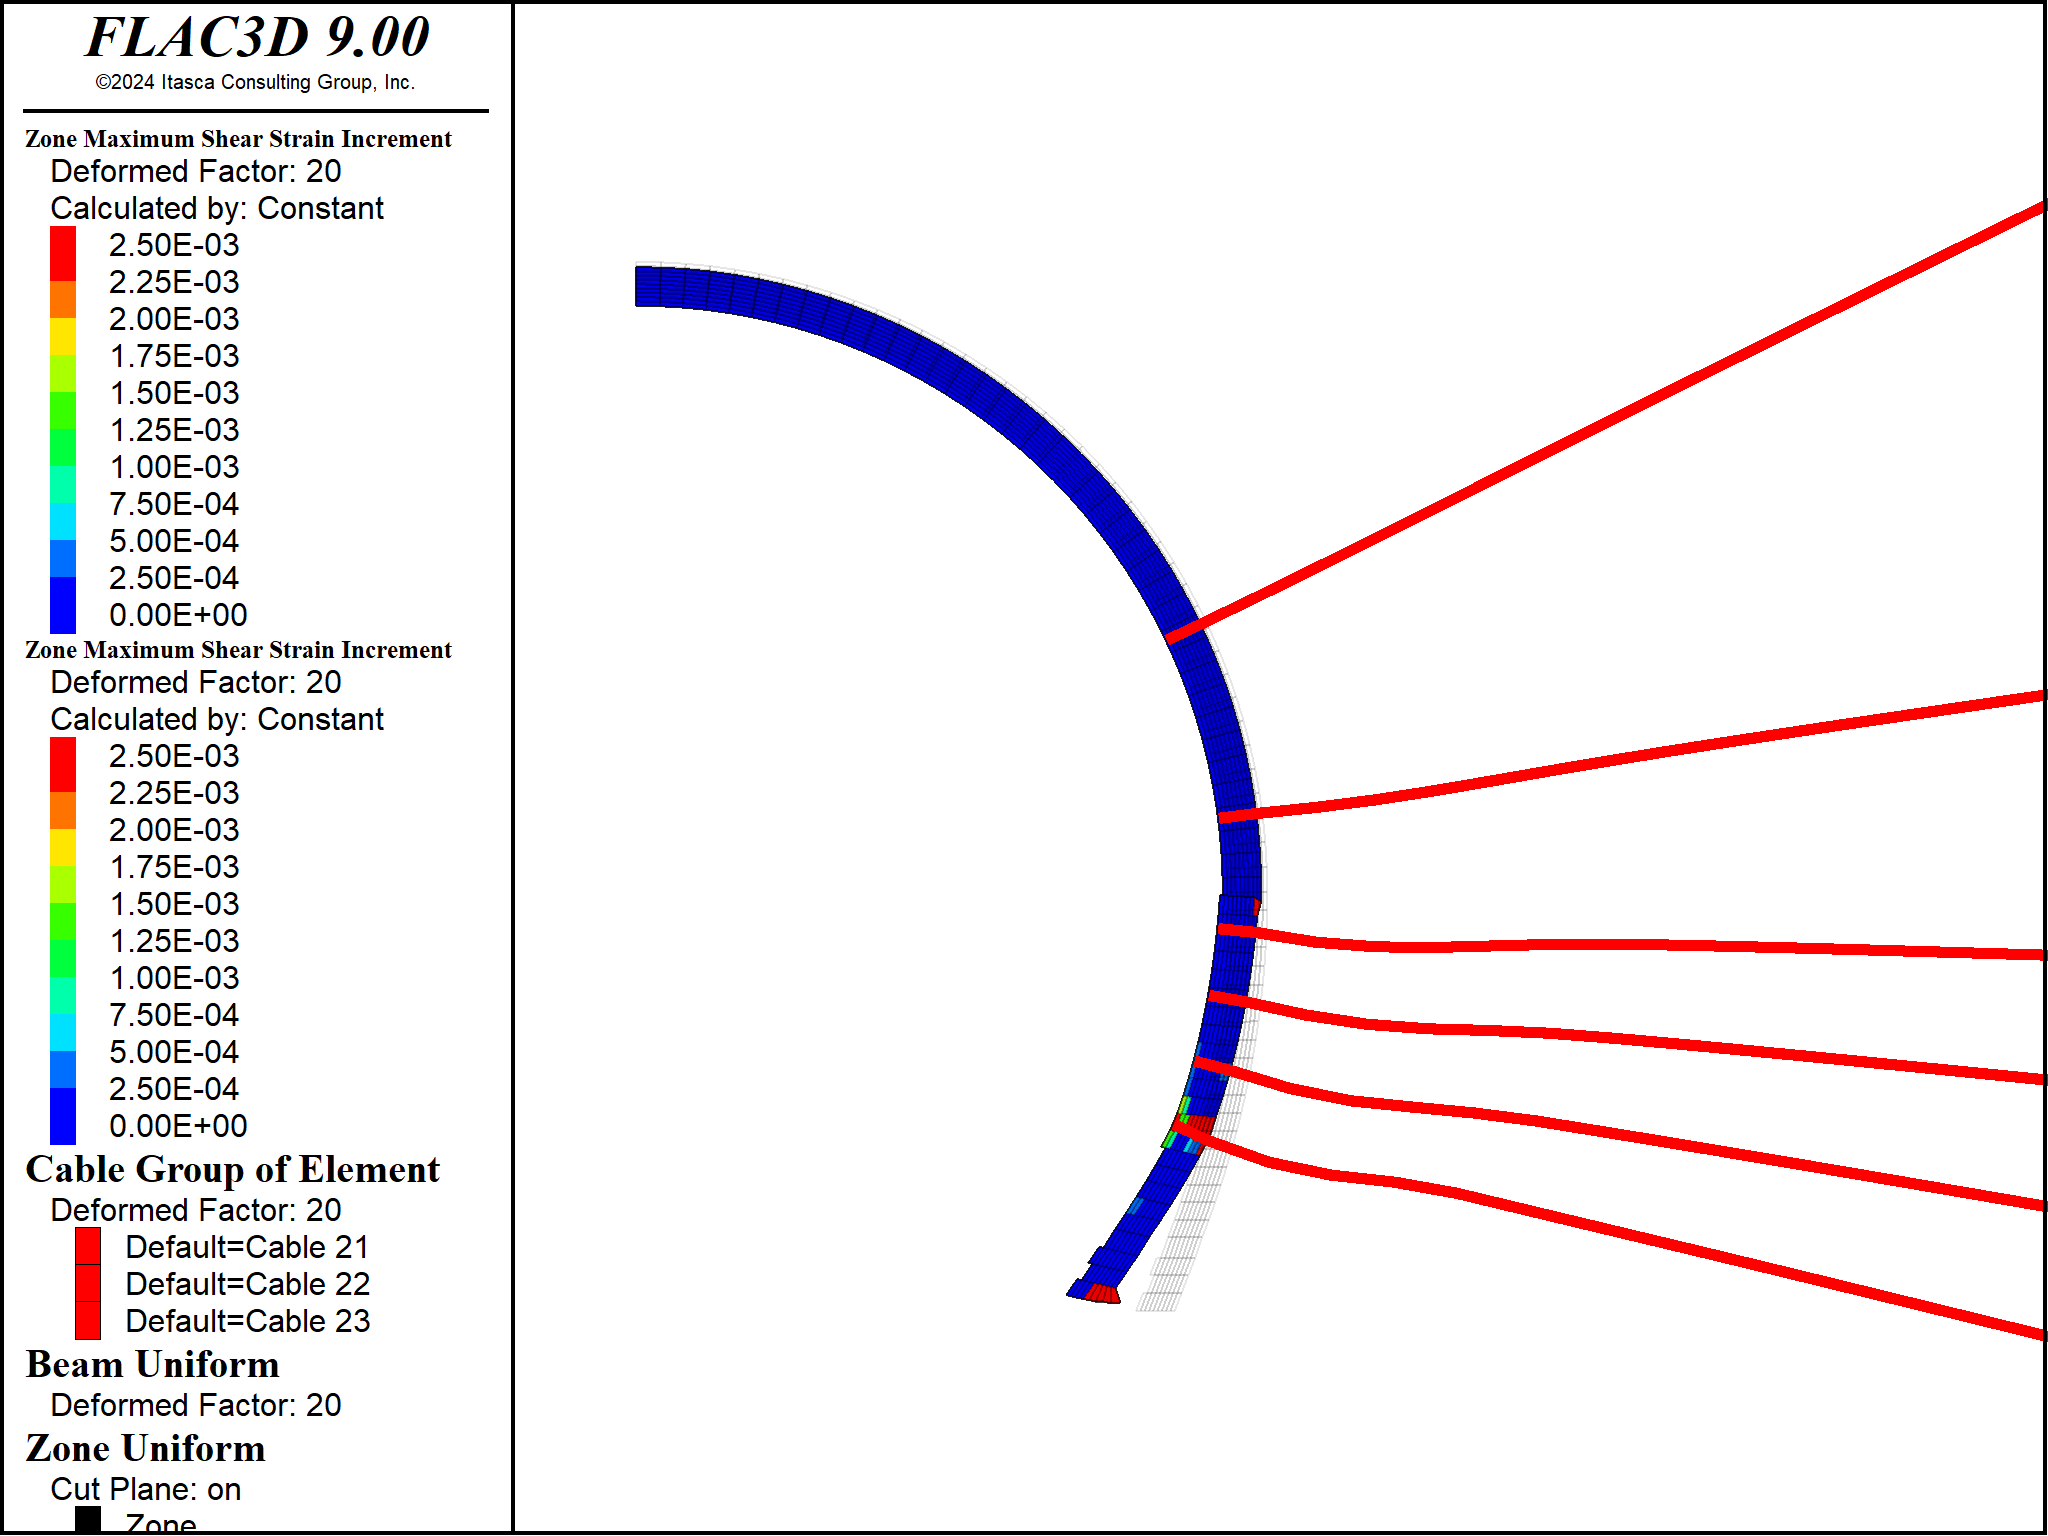 FLAC3D 9.00
©2024 Itasca Consulting Group, Inc.
Zone Maximum Shear Strain Increment
Deformed Factor: 20
Calculated by: Constant
2.50E-03
2.25E-03
2.00E-03
1.75E-03
1.50E-03
1.25E-03
1.00E-03
7.50E-04
5.00E-04
2.50E-04
0.00E+00
Zone Maximum Shear Strain Increment
Deformed Factor: 20
Calculated by: Constant
2.50E-03
2.25E-03
2.00E-03
1.75E-03
1.50E-03
1.25E-03
1.00E-03
7.50E-04
5.00E-04
2.50E-04
0.00E+00
Cable Group of Element
Deformed Factor: 20
Default=Cable 21
Default=Cable 22
Default=Cable 23
Beam Uniform
Deformed Factor: 20
Zone Uniform
Cut Plane: on
Zone